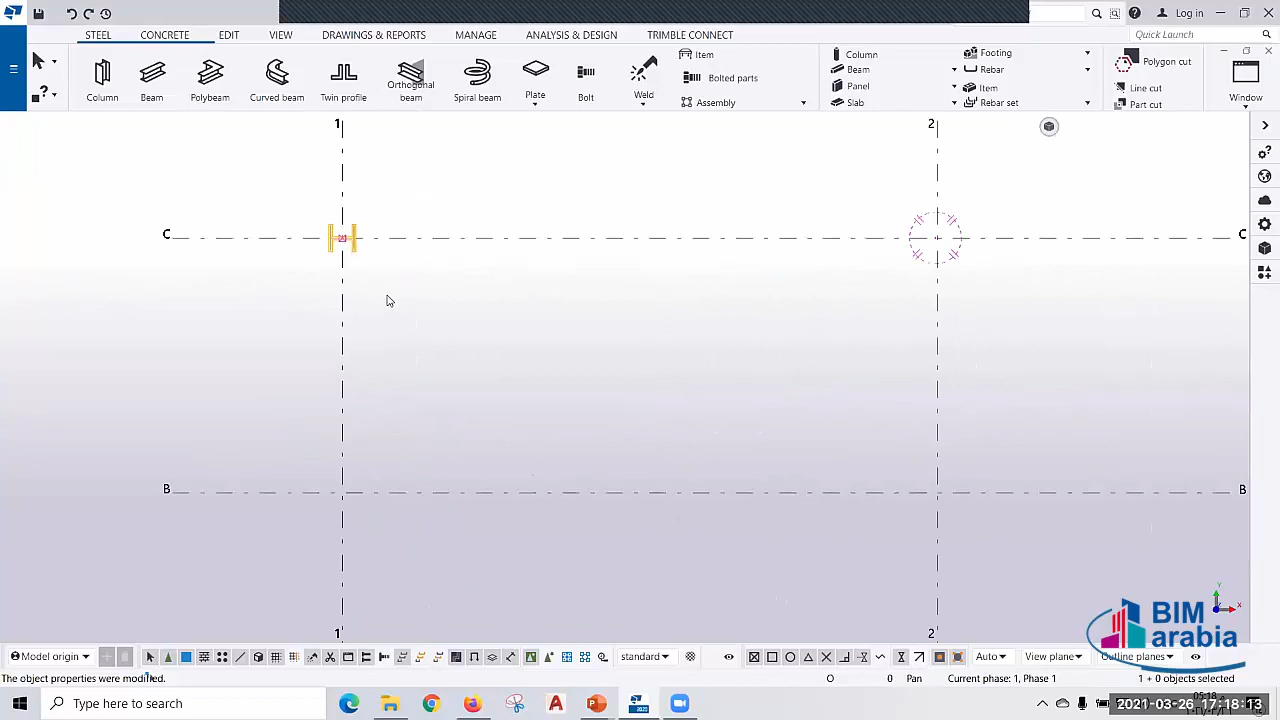 Log in
STEEL CONCRETE EDIT VIEW DRAWINGS & REPORTS MANAGE ANALYSIS & DESIGN TRIMBLE CONNECT Quick Launch
Item Column Footing Polygon cut
Bolted parts Beam Rebar
Column Beam Polybeam Curved beam Twin profile Orthogonal beam Spiral beam Plate Bolt Weld Panel Item Line cut Window
Assembly Slab Rebar set Part cut
1 2
C C
B B
1 2
Y
X
BIM
arabia
Model origin standard Auto View plane Outline planes
The object properties were modified. O 0 Pan Current phase: 1, Phase 1 1 + 0 objects selected
Type here to search
2021-03-26 17:18:13